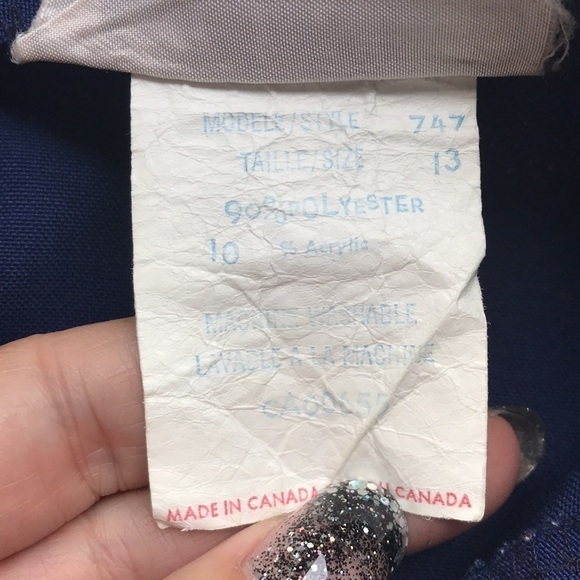 MODELE/STYLE 747
TAILLE/SIZE 13
90% POLYESTER
10 % Acrylic
MACHINE WASHABLE
LAVABLE A LA MACHINE
MADE IN CANADA CANADA